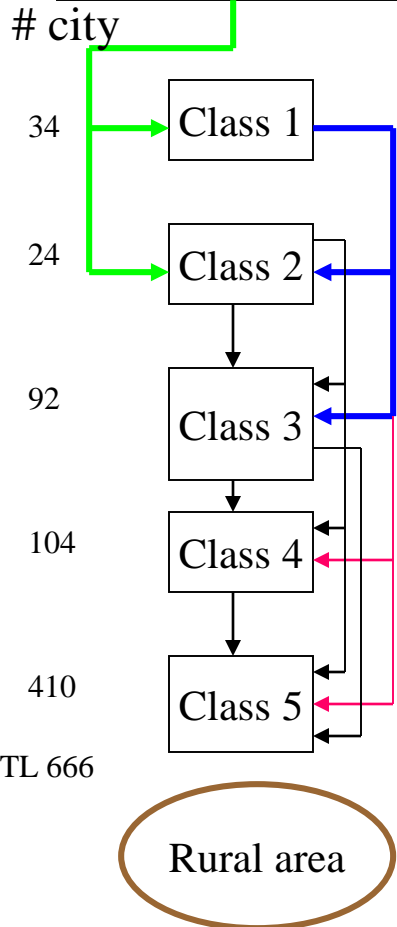 # city
34
Class 1
24
Class 2
92
Class 3
104
Class 4
410
Class 5
TL 666
Rural area